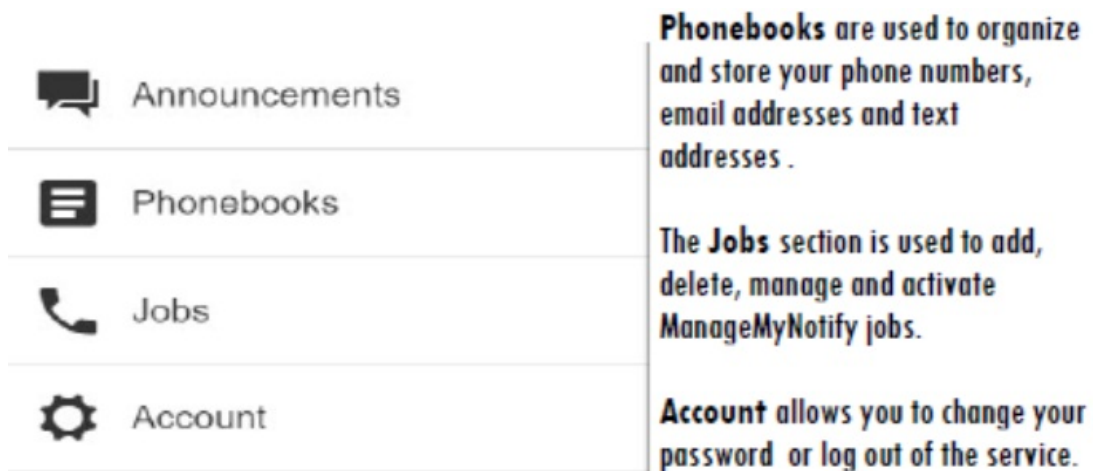 Announcements
Phonebooks
Jobs
Account
Phonebooks are used to organize
and store your phone numbers,
email addresses and text
addresses .
The Jobs section is used to add,
delete, manage and activate
ManageMyNotify jobs.
Account allows you to change your
password or log out of the service.